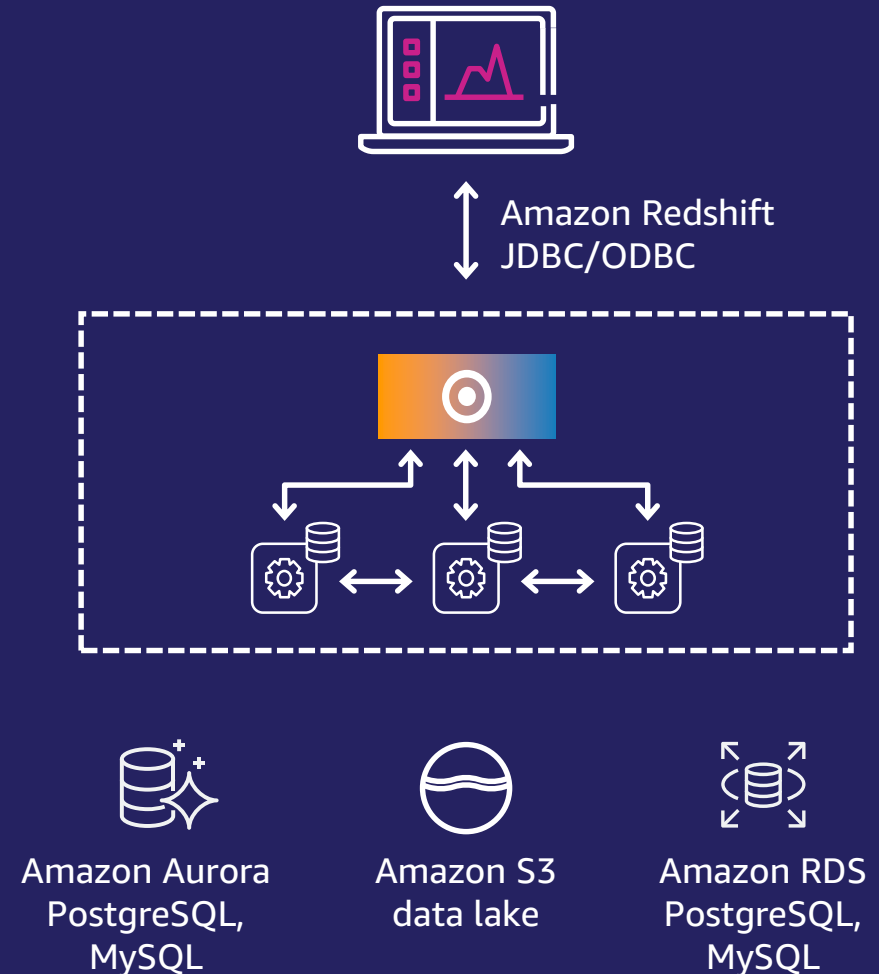 Amazon Redshift
JDBC/ODBC
Amazon Aurora
PostgreSQL,
MySQL
Amazon S3
data lake
Amazon RDS
PostgreSQL,
MySQL